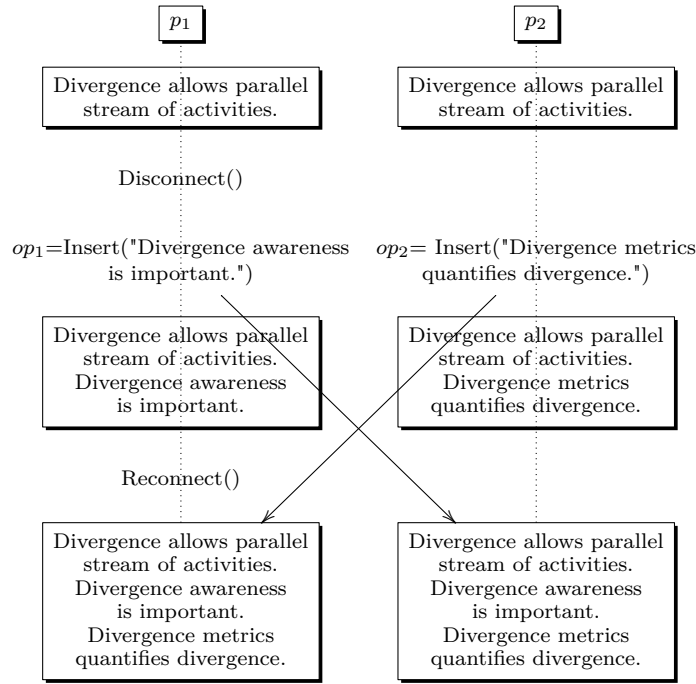 p1
p2
Divergence allows parallel
stream of activities.
Divergence allows parallel
stream of activities.
Disconnect()
op1=Insert("Divergence awareness
is important.")
op2= Insert("Divergence metrics
quantifies divergence.")
Divergence allows parallel
stream of activities.
Divergence awareness
is important.
Divergence allows parallel
stream of activities.
Divergence metrics
quantifies divergence.
Reconnect()
Divergence allows parallel
stream of activities.
Divergence awareness
is important.
Divergence metrics
quantifies divergence.
Divergence allows parallel
stream of activities.
Divergence awareness
is important.
Divergence metrics
quantifies divergence.